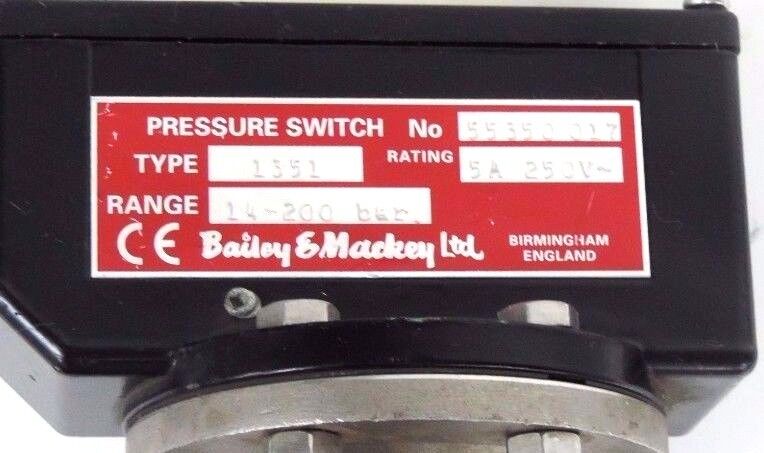 PRESSURE SWITCH No 55350 017
TYPE 1351 RATING 5A 250V~
RANGE 14-200 bar.
CE Bailey & Mackey Ltd. BIRMINGHAM
ENGLAND